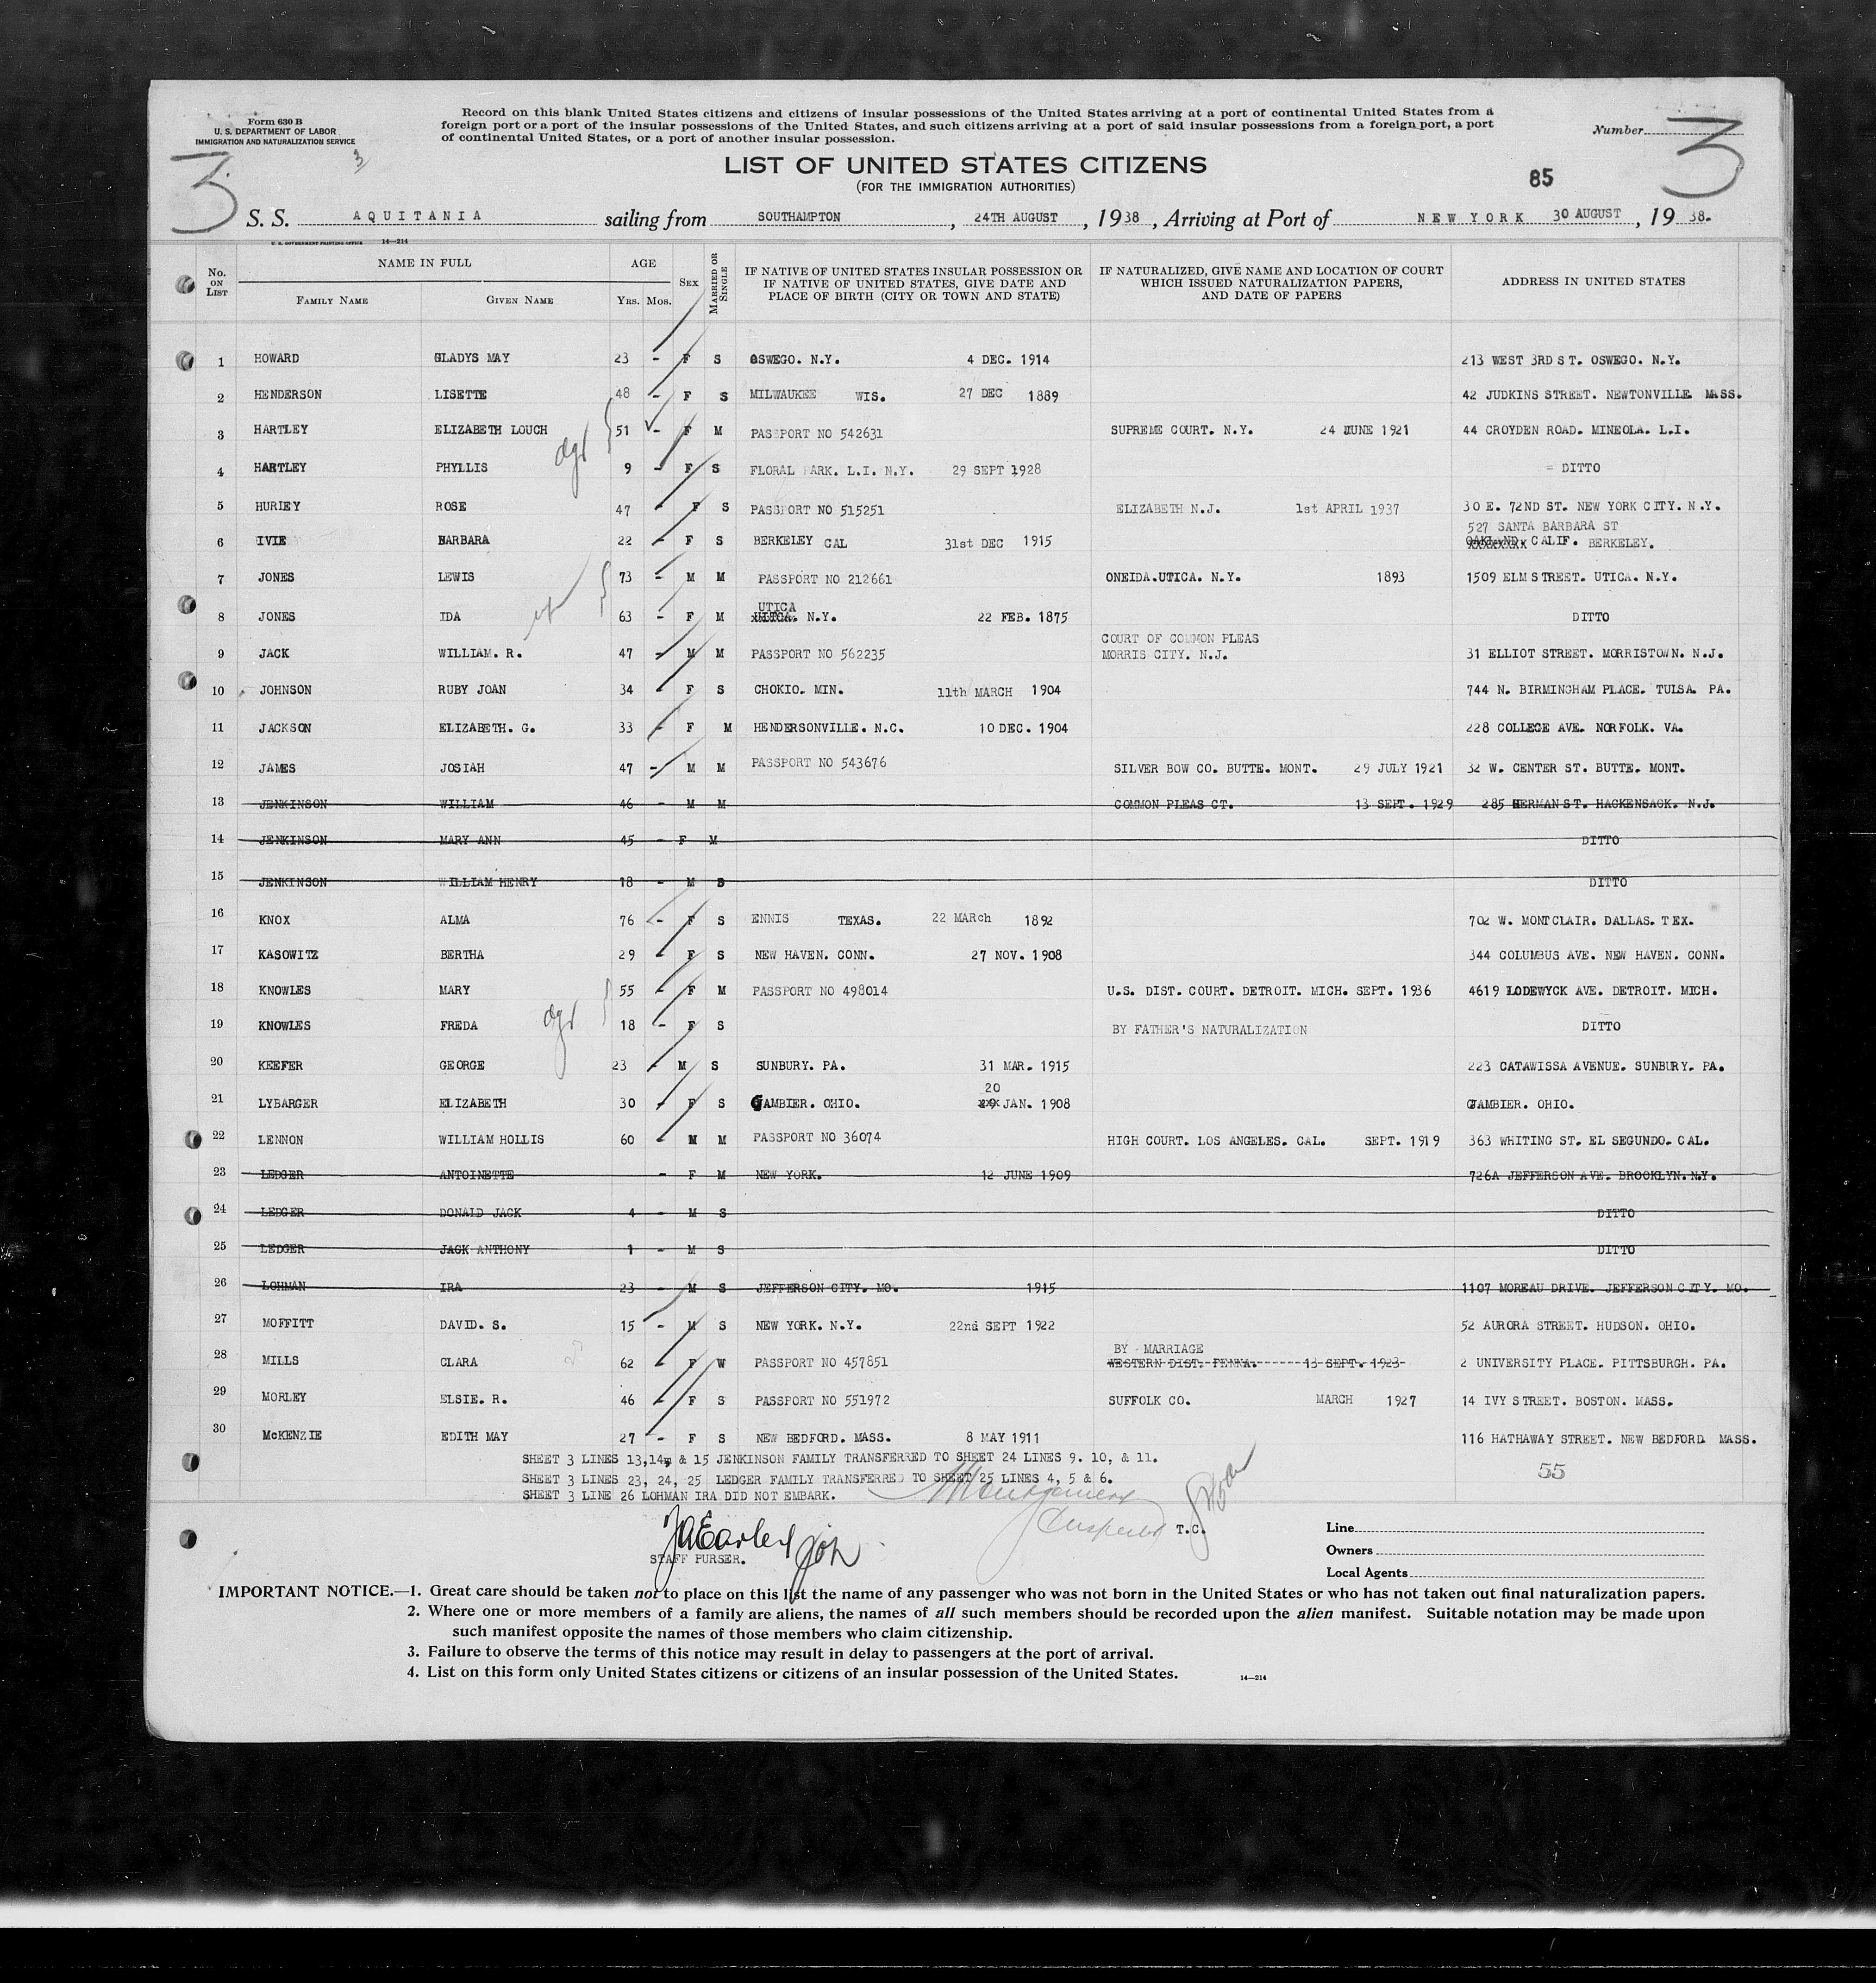 Form 630 B
U. S. DEPARTMENT OF LABOR
IMMIGRATION AND NATURALIZATION SERVICE
3
3
Record on this blank United States citizens and citizens of insular possessions of the United States arriving at a port of continental United States from a
foreign port or a port of the insular possessions of the United States, and such citizens arriving at a port of said insular possessions from a foreign port, a port
of continental United States, or a port of another insular possession.
Number 3
LIST OF UNITED STATES CITIZENS
(FOR THE IMMIGRATION AUTHORITIES)
85
S. S. AQUITANIA sailing from SOUTHAMPTON, 24TH AUGUST, 1938, Arriving at Port of NEW YORK 30 AUGUST, 1938.
U. S. GOVERNMENT PRINTING OFFICE 14—214
No. ON LIST NAME IN FULL FAMILY NAME GIVEN NAME AGE YRS. MOS. SEX MARRIED OR SINGLE IF NATIVE OF UNITED STATES INSULAR POSSESSION OR IF NATIVE OF UNITED STATES, GIVE DATE AND PLACE OF BIRTH (CITY OR TOWN AND STATE) IF NATURALIZED, GIVE NAME AND LOCATION OF COURT WHICH ISSUED NATURALIZATION PAPERS, AND DATE OF PAPERS ADDRESS IN UNITED STATES
1 HOWARD GLADYS MAY 23 - F S OSWEGO. N.Y. 4 DEC. 1914 213 WEST 3RD ST. OSWEGO. N.Y.
2 HENDERSON LISETTE 48 - F S MILWAUKEE WIS. 27 DEC 1889 42 JUDKINS STREET. NEWTONVILLE. MASS.
3 HARTLEY ELIZABETH LOUCH 51 - F M PASSPORT NO 542631 SUPREME COURT. N.Y. 24 JUNE 1921 44 CROYDEN ROAD. MINEOLA. L.I.
4 HARTLEY PHYLLIS 9 - F S FLORAL PARK. L.I. N.Y. 29 SEPT 1928 = DITTO
5 HURLEY ROSE 47 - F S PASSPORT NO 515251 ELIZABETH N.J. 1st APRIL 1937 30 E. 72ND ST. NEW YORK CITY. N.Y.
527 SANTA BARBARA ST
6 IVIE BARBARA 22 - F S BERKELEY CAL 31st DEC 1915 OAKLAND CALIF. BERKELEY.
7 JONES LEWIS 73 - M M PASSPORT NO 212661 ONEIDA.UTICA. N.Y. 1893 1509 ELM STREET. UTICA. N.Y.
UTICA
8 JONES IDA 63 - F M N.Y. 22 FEB. 1875 DITTO
COURT OF COMMON PLEAS
9 JACK WILLIAM. R. 47 - M M PASSPORT NO 562235 MORRIS CITY. N.J. 31 ELLIOT STREET. MORRISTOWN. N.J.
10 JOHNSON RUBY JOAN 34 - F S CHOKIO. MIN. 11th MARCH 1904 744 N. BIRMINGHAM PLACE. TULSA. PA.
11 JACKSON ELIZABETH. G. 33 - F M HENDERSONVILLE. N.C. 10 DEC. 1904 228 COLLEGE AVE. NORFOLK. VA.
12 JAMES JOSIAH 47 - M M PASSPORT NO 543676 SILVER BOW CO. BUTTE. MONT. 29 JULY 1921 32 W. CENTER ST. BUTTE. MONT.
13 JENKINSON WILLIAM 46 - M M COMMON PLEAS CT. 13 SEPT. 1929 285 HERMAN ST. HACKENSACK. N.J.
14 JENKINSON MARY ANN 45 - F M DITTO
15 JENKINSON WILLIAM HENRY 18 - M S DITTO
16 KNOX ALMA 76 - F S ENNIS TEXAS. 22 MARch 1892 702 W. MONTCLAIR. DALLAS. TEX.
17 KASOWITZ BERTHA 29 - F S NEW HAVEN. CONN. 27 NOV. 1908 344 COLUMBUS AVE. NEW HAVEN. CONN.
18 KNOWLES MARY 55 - F M PASSPORT NO 498014 U.S. DIST. COURT. DETROIT. MICH. SEPT. 1936 4619 LODEWYCK AVE. DETROIT. MICH.
19 KNOWLES FREDA 18 - F S BY FATHER'S NATURALIZATION DITTO
20 KEEFER GEORGE 23 - M S SUNBURY. PA. 31 MAR. 1915 223 CATAWISSA AVENUE. SUNBURY. PA.
20
21 LYBARGER ELIZABETH 30 - F S GAMBIER. OHIO. JAN. 1908 GAMBIER. OHIO.
22 LENNON WILLIAM HOLLIS 60 - M M PASSPORT NO 36074 HIGH COURT. LOS ANGELES. CAL. SEPT. 1919 363 WHITING ST. EL SEGUNDO. CAL.
23 LEDGER ANTOINETTE - F M NEW YORK. 12 JUNE 1909 726A JEFFERSON AVE. BROOKLYN.N.Y.
24 LEDGER DONALD JACK 4 - M S DITTO
25 LEDGER JACK ANTHONY 1 - M S DITTO
26 LOHMAN IRA 23 - M S JEFFERSON CITY. MO. 1915 1107 MOREAU DRIVE. JEFFERSON CITY. MO.
27 MOFFITT DAVID. S. 15 - M S NEW YORK. N.Y. 22nd SEPT 1922 52 AURORA STREET. HUDSON. OHIO.
BY MARRIAGE
28 MILLS CLARA 62 - F W PASSPORT NO 457851 WESTERN DIST. PENNA. 13 SEPT. 1923 2 UNIVERSITY PLACE. PITTSBURGH. PA.
29 MORLEY ELSIE. R. 46 - F S PASSPORT NO 551972 SUFFOLK CO. MARCH 1927 14 IVY STREET. BOSTON. MASS.
30 McKENZIE EDITH MAY 27 - F S NEW BEDFORD. MASS. 8 MAY 1911 116 HATHAWAY STREET. NEW BEDFORD. MASS.
SHEET 3 LINES 13,14, & 15 JENKINSON FAMILY TRANSFERRED TO SHEET 24 LINES 9. 10, & 11.
SHEET 3 LINES 23, 24, 25 LEDGER FAMILY TRANSFERRED TO SHEET 25 LINES 4, 5 & 6.
SHEET 3 LINE 26 LOHMAN IRA DID NOT EMBARK.
55
T.C.
STAFF PURSER.
Line
Owners
Local Agents
IMPORTANT NOTICE.—1. Great care should be taken not to place on this list the name of any passenger who was not born in the United States or who has not taken out final naturalization papers.
2. Where one or more members of a family are aliens, the names of all such members should be recorded upon the alien manifest. Suitable notation may be made upon
such manifest opposite the names of those members who claim citizenship.
3. Failure to observe the terms of this notice may result in delay to passengers at the port of arrival.
4. List on this form only United States citizens or citizens of an insular possession of the United States.
14—214